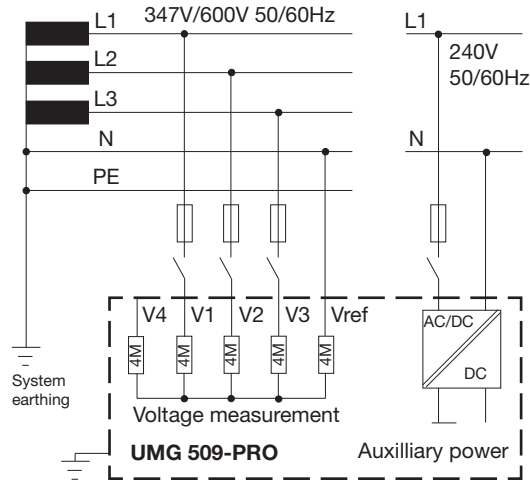 L1 347V/600V 50/60Hz
L2
L3
N
PE
L1
240V
50/60Hz
N
V4 V1 V2 V3 Vref
4M 4M 4M 4M 4M
AC/DC
DC
System
earthing
Voltage measurement
UMG 509-PRO
Auxilliary power